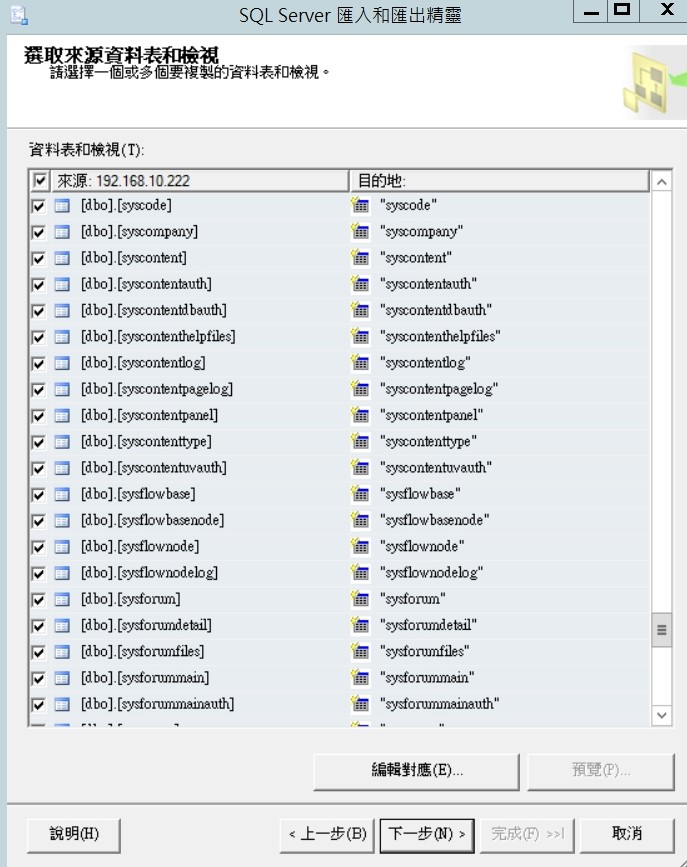 SQL Server 匯入和匯出精靈
選取來源資料表和檢視
請選擇一個或多個要複製的資料表和檢視。
資料表和檢視(T):
來源: 192.168.10.222 目的地:
[dbo].[syscode] "syscode"
[dbo].[syscompany] "syscompany"
[dbo].[syscontent] "syscontent"
[dbo].[syscontentauth] "syscontentauth"
[dbo].[syscontentdbauth] "syscontentdbauth"
[dbo].[syscontenthelpfiles] "syscontenthelpfiles"
[dbo].[syscontentlog] "syscontentlog"
[dbo].[syscontentpagelog] "syscontentpagelog"
[dbo].[syscontentpanel] "syscontentpanel"
[dbo].[syscontenttype] "syscontenttype"
[dbo].[syscontentuvauth] "syscontentuvauth"
[dbo].[sysflowbase] "sysflowbase"
[dbo].[sysflowbasenode] "sysflowbasenode"
[dbo].[sysflownode] "sysflownode"
[dbo].[sysflownodelog] "sysflownodelog"
[dbo].[sysforum] "sysforum"
[dbo].[sysforumdetail] "sysforumdetail"
[dbo].[sysforumfiles] "sysforumfiles"
[dbo].[sysforummain] "sysforummain"
[dbo].[sysforummainauth] "sysforummainauth"
編輯對應(E)... 預覽(P)...
說明(H) < 上一步(B) 下一步(N) > 完成(F) >>| 取消